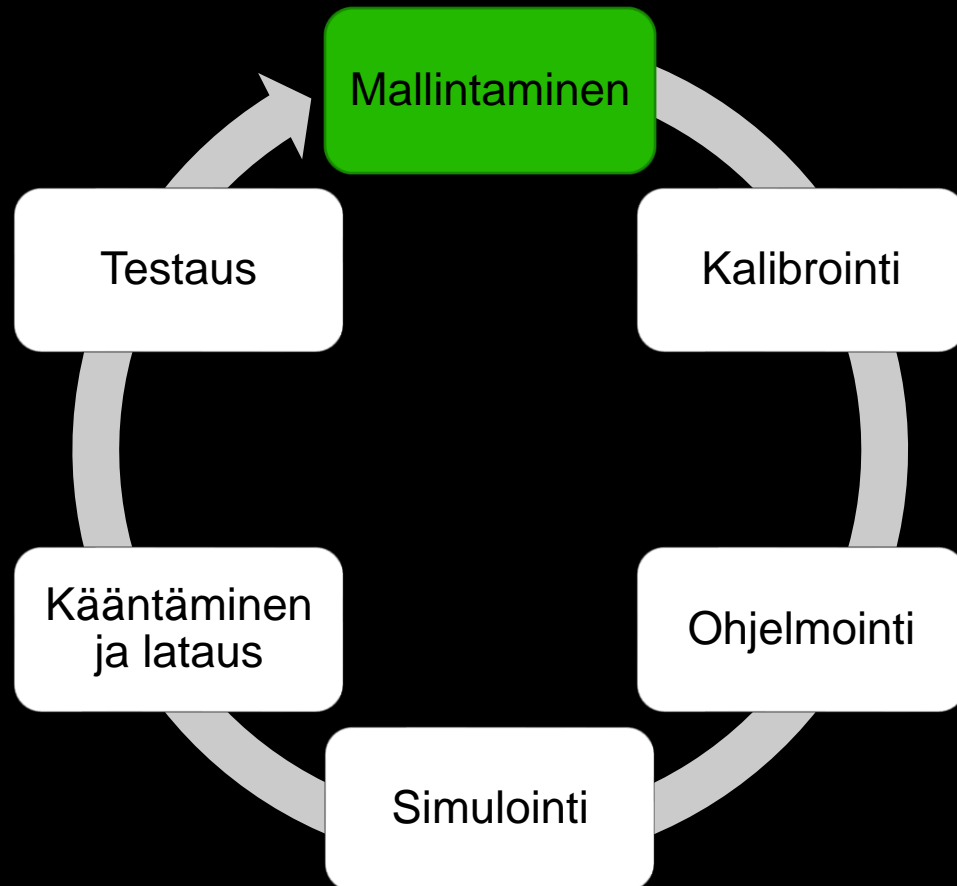 Mallintaminen
Kalibrointi
Ohjelmointi
Simulointi
Kääntäminen
ja lataus
Testaus